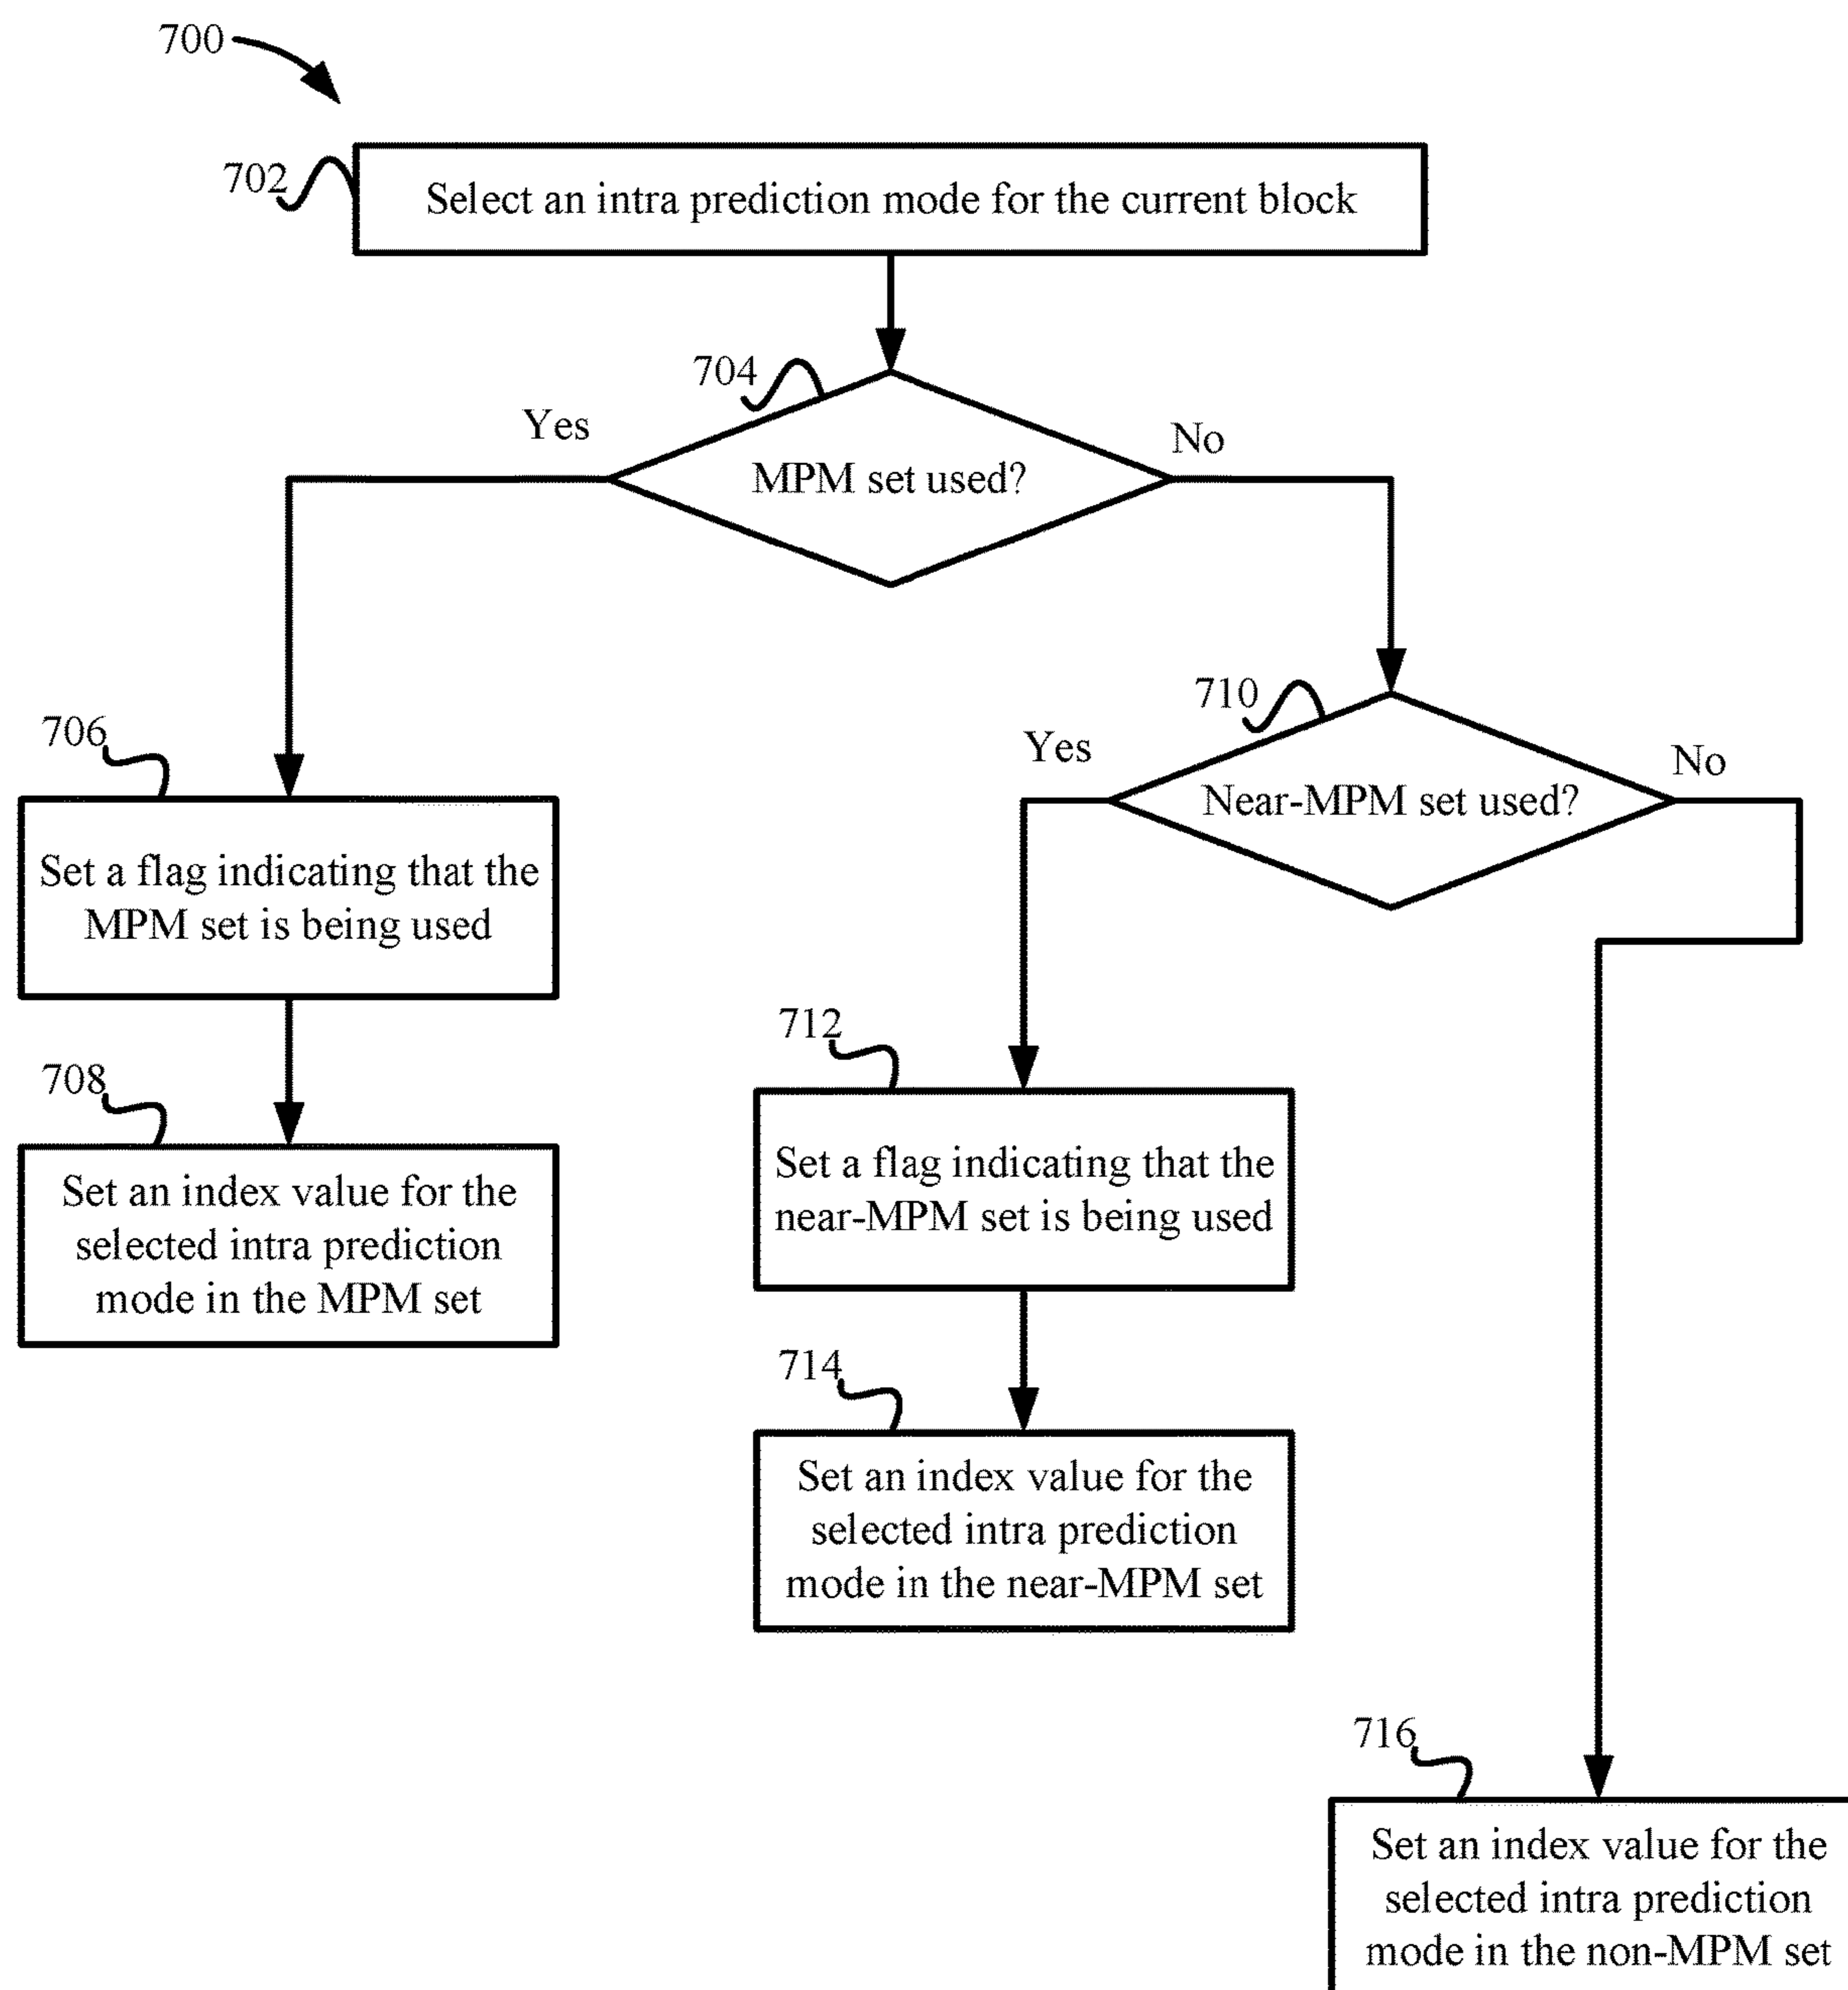 700
702
Select an intra prediction mode for the current block
704
Yes
No
MPM set used?
710
Yes
No
Near-MPM set used?
706
Set a flag indicating that the
MPM set is being used
708
Set an index value for the
selected intra prediction
mode in the MPM set
712
Set a flag indicating that the
near-MPM set is being used
714
Set an index value for the
selected intra prediction
mode in the near-MPM set
716
Set an index value for the
selected intra prediction
mode in the non-MPM set